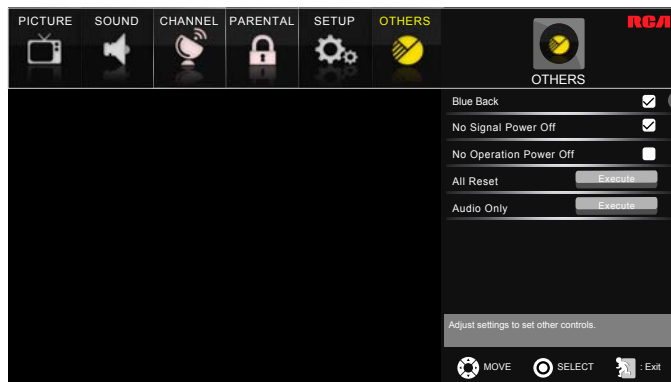 PICTURE SOUND CHANNEL PARENTAL SETUP OTHERS
RCA
OTHERS
Blue Back
No Signal Power Off
No Operation Power Off
All Reset Execute
Audio Only Execute
Adjust settings to set other controls.
MOVE SELECT : Exit